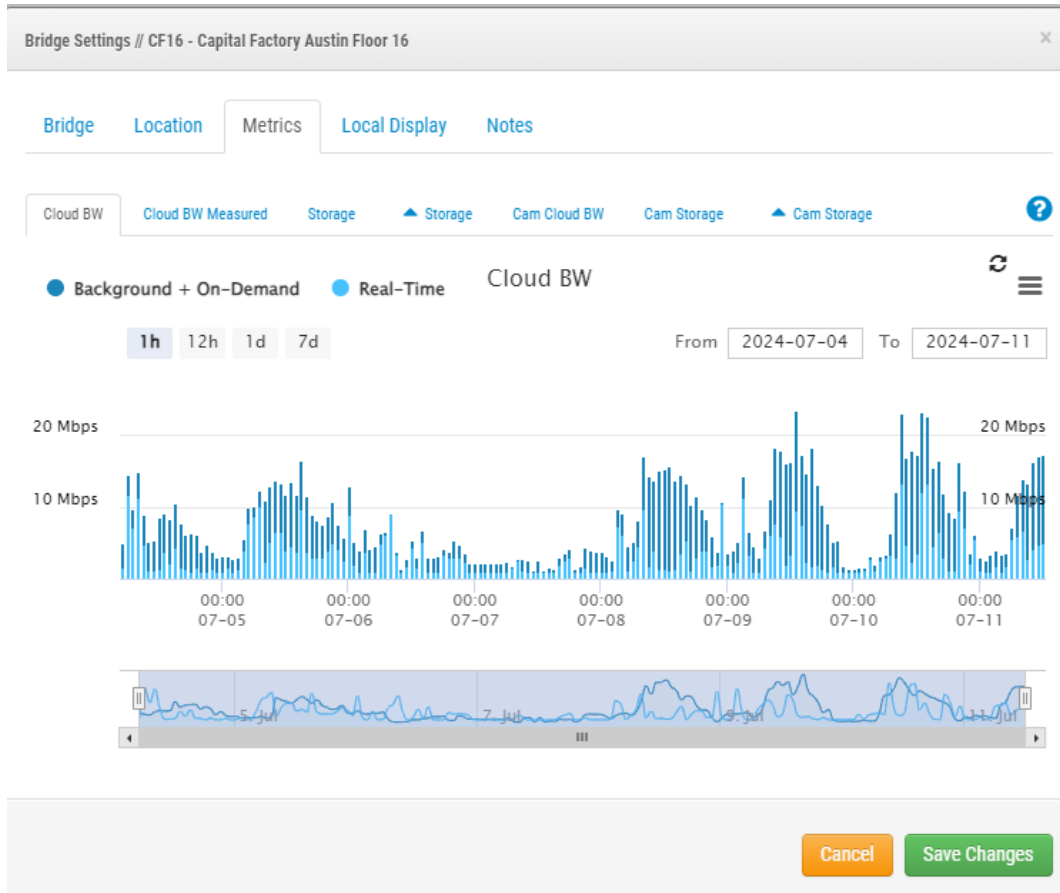 Bridge Settings // CF16 - Capital Factory Austin Floor 16 ×
Bridge Location Metrics Local Display Notes
Cloud BW Cloud BW Measured Storage ▲ Storage Cam Cloud BW Cam Storage ▲ Cam Storage ?
Background + On-Demand Real-Time Cloud BW
1h 12h 1d 7d From 2024-07-04 To 2024-07-11
20 Mbps 20 Mbps
10 Mbps 10 Mbps
00:00 00:00 00:00 00:00 00:00 00:00 00:00
07-05 07-06 07-07 07-08 07-09 07-10 07-11
5. Jul 7. Jul 9. Jul 11. Jul
Cancel Save Changes